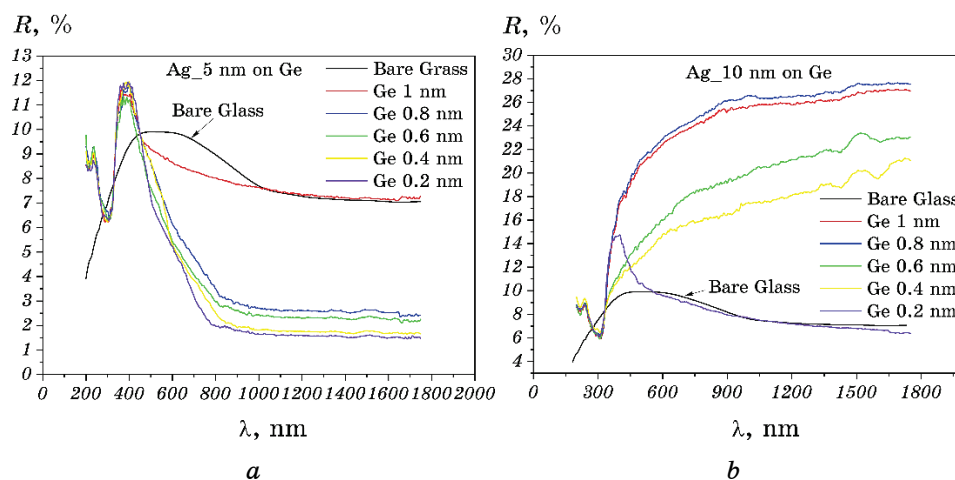 R, %
13
12
11
10
9
8
7
6
5
4
3
2
1
0
Ag_5 nm on Ge
Bare Glass
Bare Grass
Ge 1 nm
Ge 0.8 nm
Ge 0.6 nm
Ge 0.4 nm
Ge 0.2 nm
0 200 400 600 800 1000 1200 1400 1600 1800 2000
λ, nm
a
R, %
30
28
26
24
22
20
18
16
14
12
10
8
6
4
Ag_10 nm on Ge
Bare Glass
Ge 1 nm
Ge 0.8 nm
Ge 0.6 nm
Ge 0.4 nm
Ge 0.2 nm
Bare Glass
0 300 600 900 1200 1500 1800
λ, nm
b